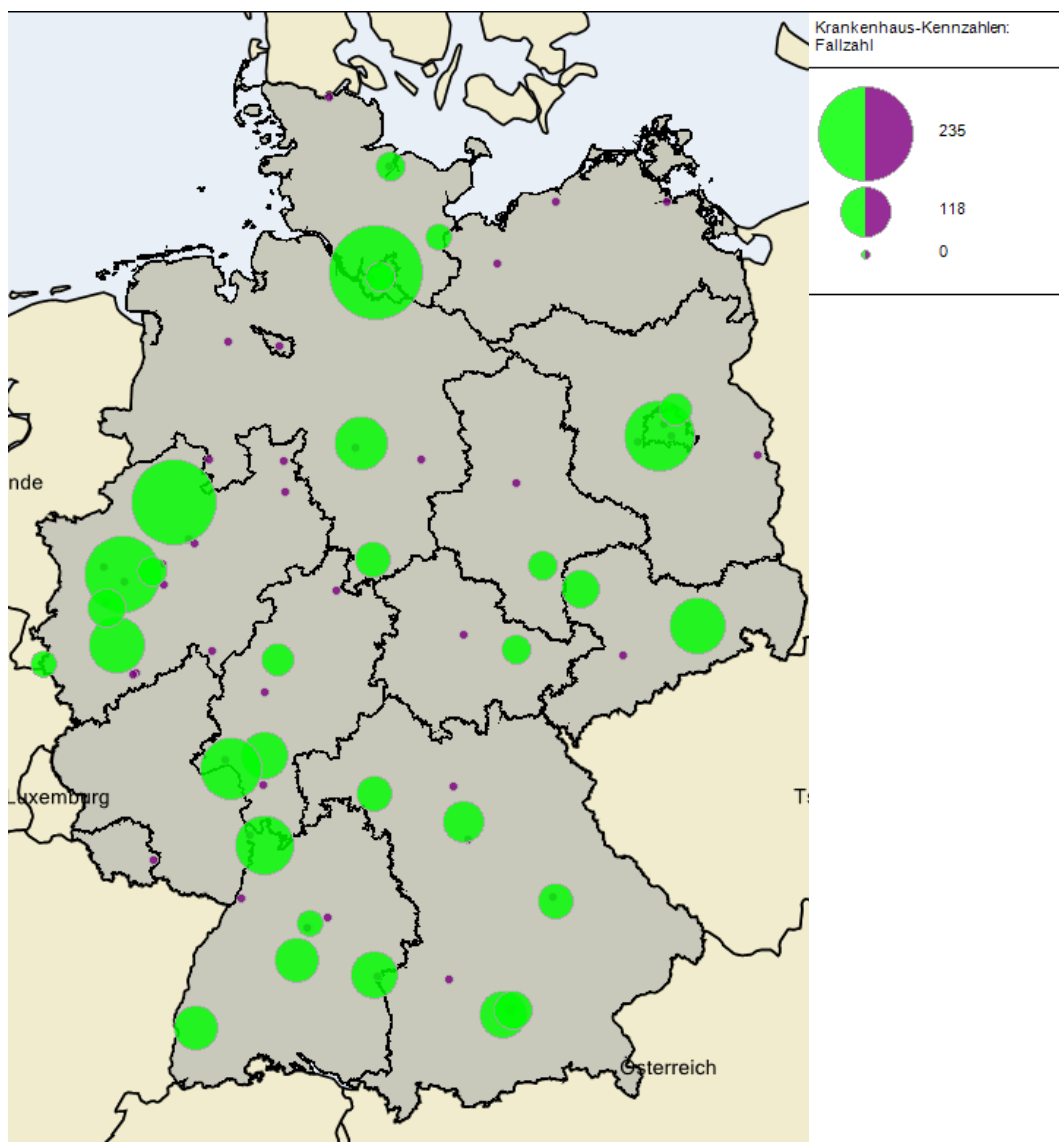 Krankenhaus-Kennzahlen:
Fallzahl
235
118
0
nde
Luxemburg
Ts
Österreich